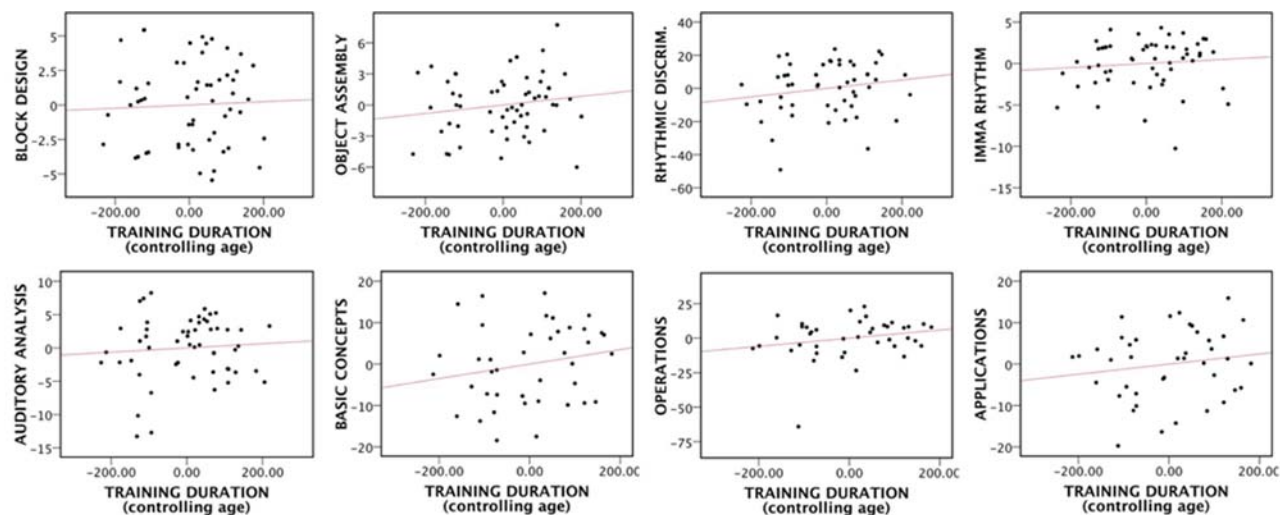 BLOCK DESIGN
5
2.5
0
-2.5
-5
-200.00 0.00 200.00
TRAINING DURATION
(controlling age)
OBJECT ASSEMBLY
6
3
0
-3
-6
-200.00 0.00 200.00
TRAINING DURATION
(controlling age)
RHYTHMIC DISCRIM.
40
20
0
-20
-40
-60
-200.00 0.00 200.00
TRAINING DURATION
(controlling age)
IMMA RHYTHM
5
0
-5
-10
-15
-200.00 0.00 200.00
TRAINING DURATION
(controlling age)
AUDITORY ANALYSIS
10
5
0
-5
-10
-15
-200.00 0.00 200.00
TRAINING DURATION
(controlling age)
BASIC CONCEPTS
20
10
0
-10
-20
-200.00 0.00 200.00
TRAINING DURATION
(controlling age)
OPERATIONS
25
0
-25
-50
-75
-200.00 0.00
TRAINING DURATION
(controlling age)
APPLICATIONS
20
10
0
-10
-20
-200.00 0.00
TRAINING DURATION
(controlling age)